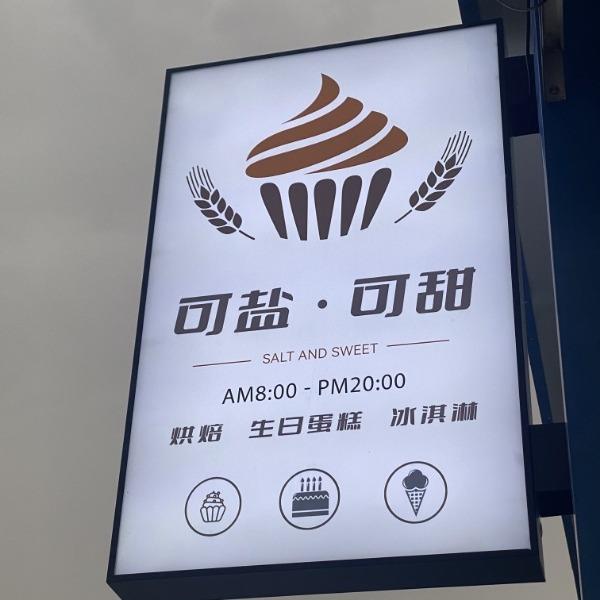 可盐·可甜
SALT AND SWEET
AM8:00 - PM20:00
烘焙 生日蛋糕 冰淇淋